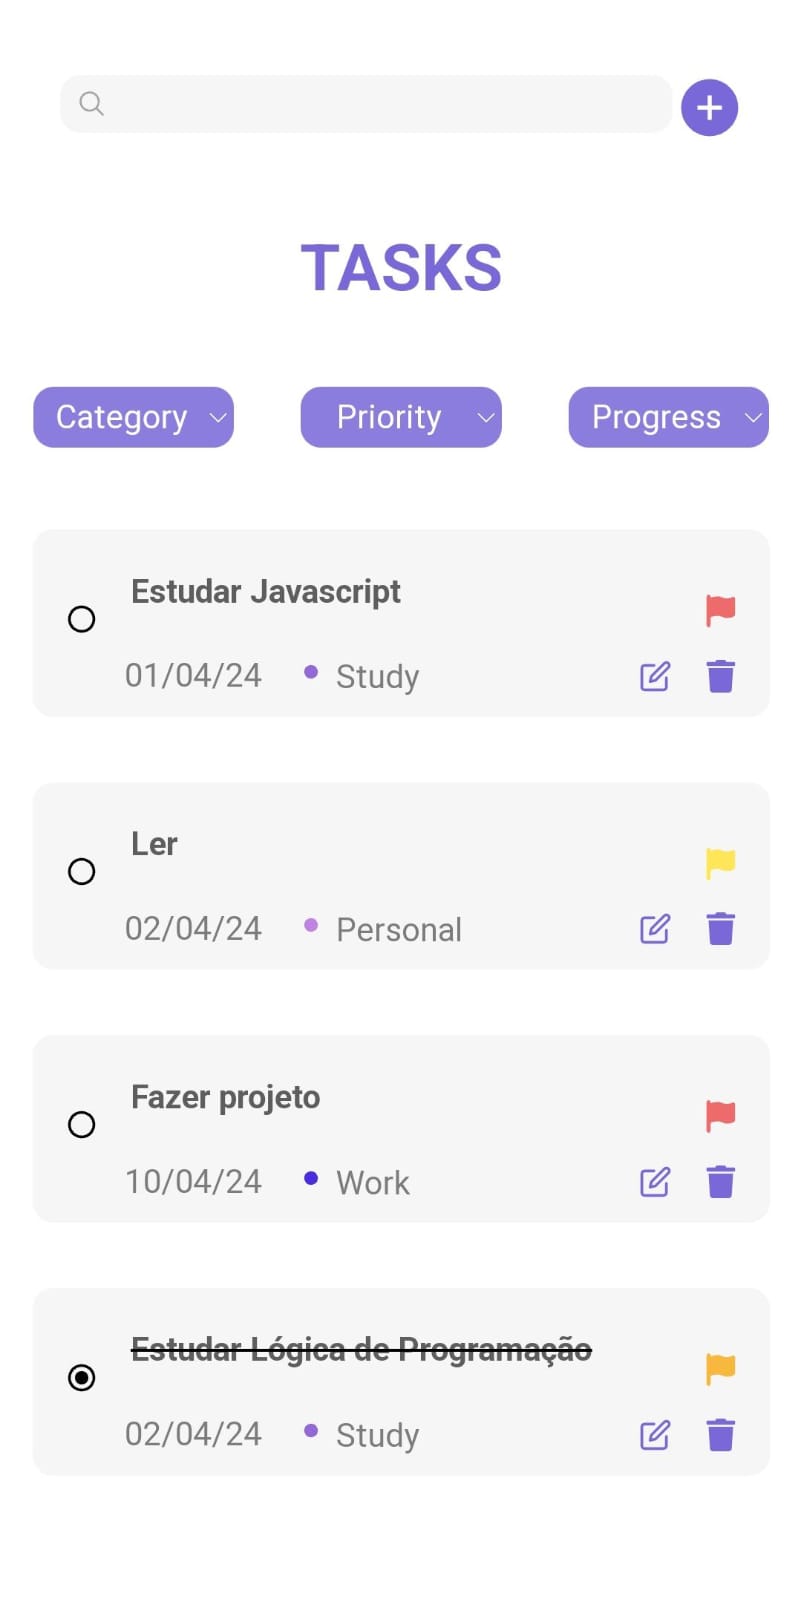 TASKS
Category Priority Progress
Estudar Javascript
01/04/24 Study
Ler
02/04/24 Personal
Fazer projeto
10/04/24 Work
Estudar Lógica de Programação
02/04/24 Study